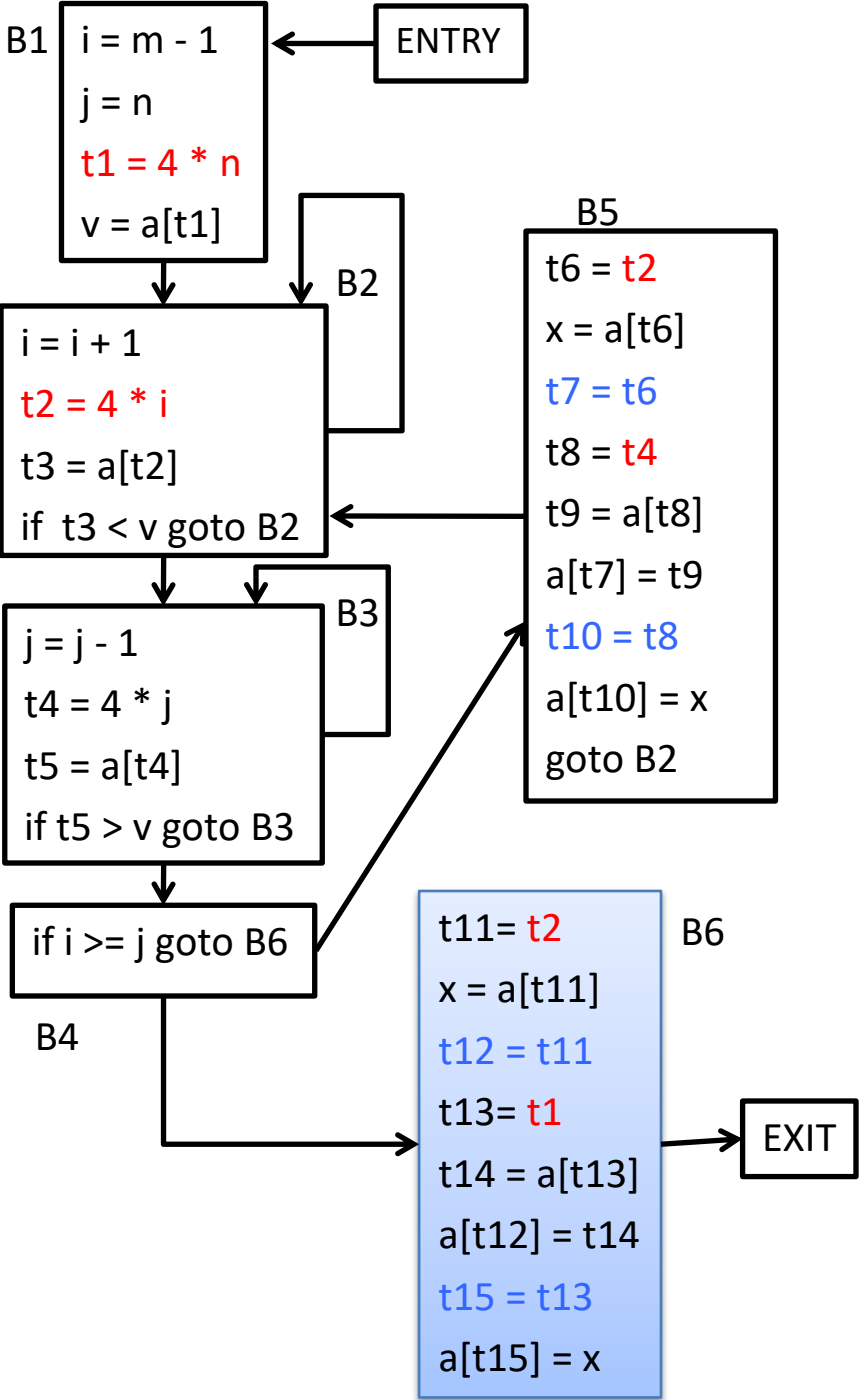 B1
i = m - 1
j = n
t1 = 4 * n
v = a[t1]
ENTRY
B2
i = i + 1
t2 = 4 * i
t3 = a[t2]
if  t3 < v goto B2
B5
t6 = t2
x = a[t6]
t7 = t6
t8 = t4
t9 = a[t8]
a[t7] = t9
t10 = t8
a[t10] = x
goto B2
B3
j = j - 1
t4 = 4 * j
t5 = a[t4]
if t5 > v goto B3
if i >= j goto B6
B4
B6
t11= t2
x = a[t11]
t12 = t11
t13= t1
t14 = a[t13]
a[t12] = t14
t15 = t13
a[t15] = x
EXIT